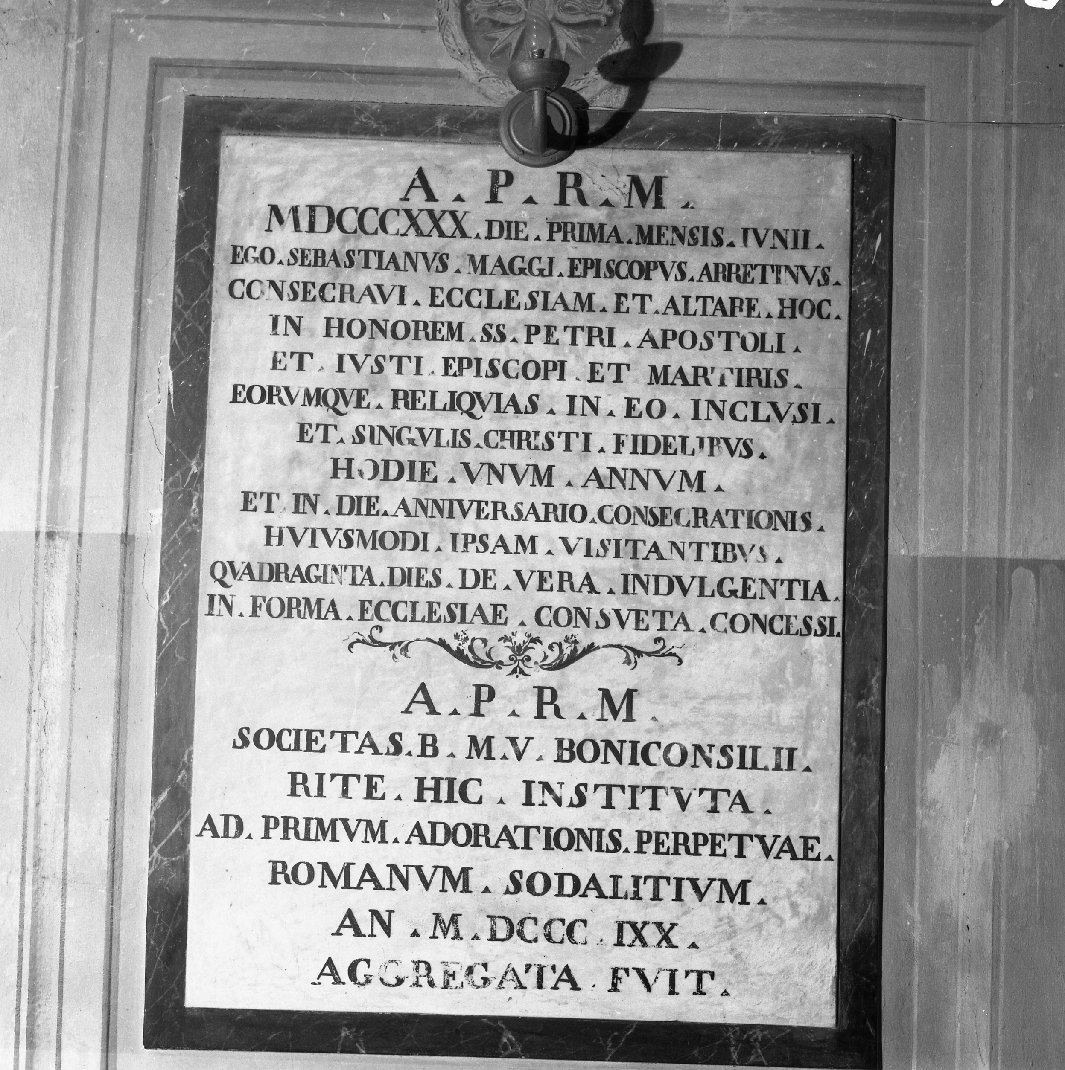 A. P. R. M.
MDCCCXXX. DIE. PRIMA. MENSIS. IVNII.
EGO. SEBASTIANVS. MAGGI. EPISCOPVS. ARRETINVS.
CONSECRAVI. ECCLESIAM. ET. ALTARE. HOC.
IN HONOREM. SS. PETRI. APOSTOLI.
ET. IVSTI. EPISCOPI. ET MARTIRIS.
EORVMQVE. RELIQVIAS. IN. EO. INCLVSI.
ET. SINGVLIS. CHRISTI. FIDELIBVS.
HODIE. VNVM. ANNVM.
ET IN. DIE. ANNIVERSARIO. CONSECRATIONIS.
HVIVSMODI. IPSAM. VISITANTIBVS.
QVADRAGINTA. DIES. DE. VERA. INDVLGENTIA.
IN. FORMA. ECCLESIAE. CONSVETA. CONCESSI.
A. P. R. M
SOCIETAS. B. M. V. BONICONSILII.
RITE. HIC. INSTITVTA.
AD. PRIMVM. ADORATIONIS. PERPETVAE.
ROMANVM. SODALITIVM.
AN. M. DCCC. IXX.
AGGREGATA. FVIT.